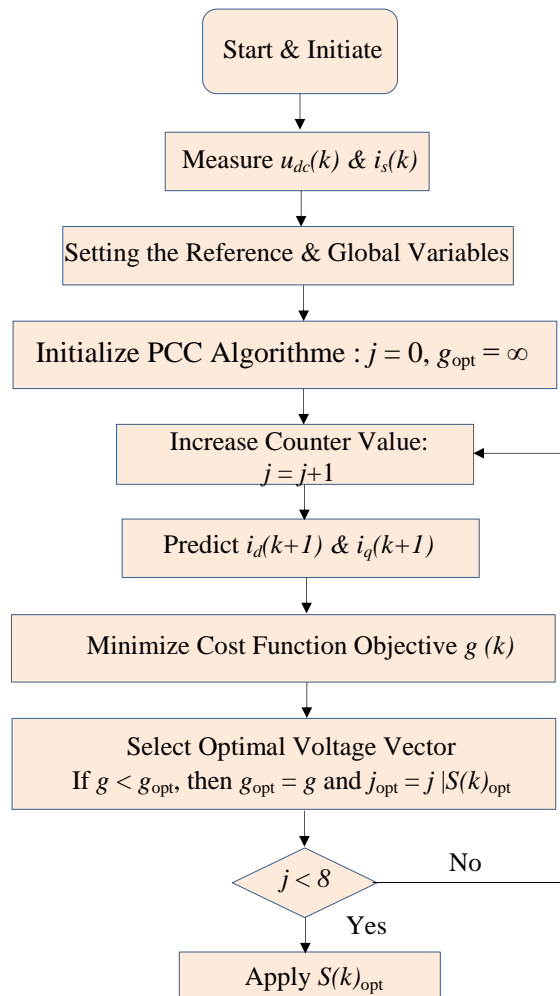 Start & Initiate
Measure u_dc(k) & i_s(k)
Setting the Reference & Global Variables
Initialize PCC Algorithme : j = 0, g_opt = ∞
Increase Counter Value:
j = j+1
Predict i_d(k+1) & i_q(k+1)
Minimize Cost Function Objective g (k)
Select Optimal Voltage Vector
If g < g_opt, then g_opt = g and j_opt = j |S(k)_opt
j < 8
No
Yes
Apply S(k)_opt